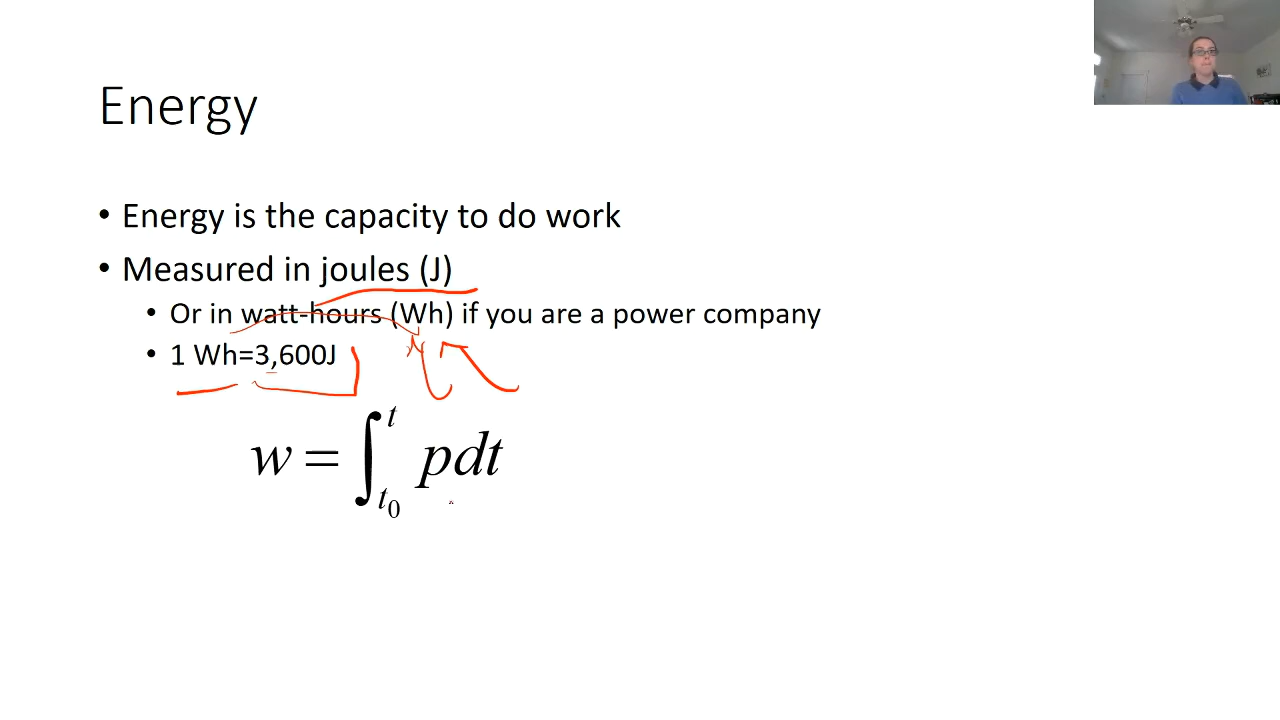 Energy
• Energy is the capacity to do work
• Measured in joules (J)
• Or in watt-hours (Wh) if you are a power company
• 1 Wh=3,600J
w = ∫_{t_0}^{t} pdt